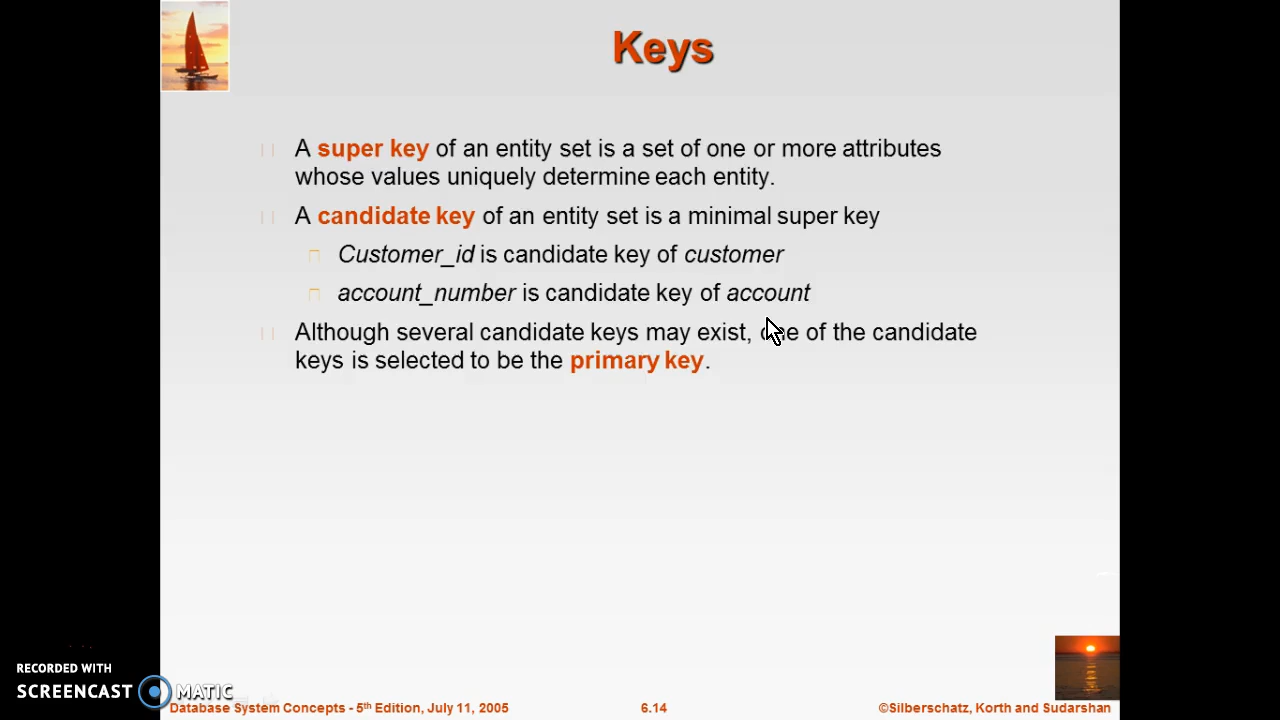 Keys
A super key of an entity set is a set of one or more attributes
whose values uniquely determine each entity.
A candidate key of an entity set is a minimal super key
Customer_id is candidate key of customer
account_number is candidate key of account
Although several candidate keys may exist, one of the candidate
keys is selected to be the primary key.
RECORDED WITH
SCREENCAST MATIC
Database System Concepts - 5th Edition, July 11, 2005 6.14 ©Silberschatz, Korth and Sudarshan